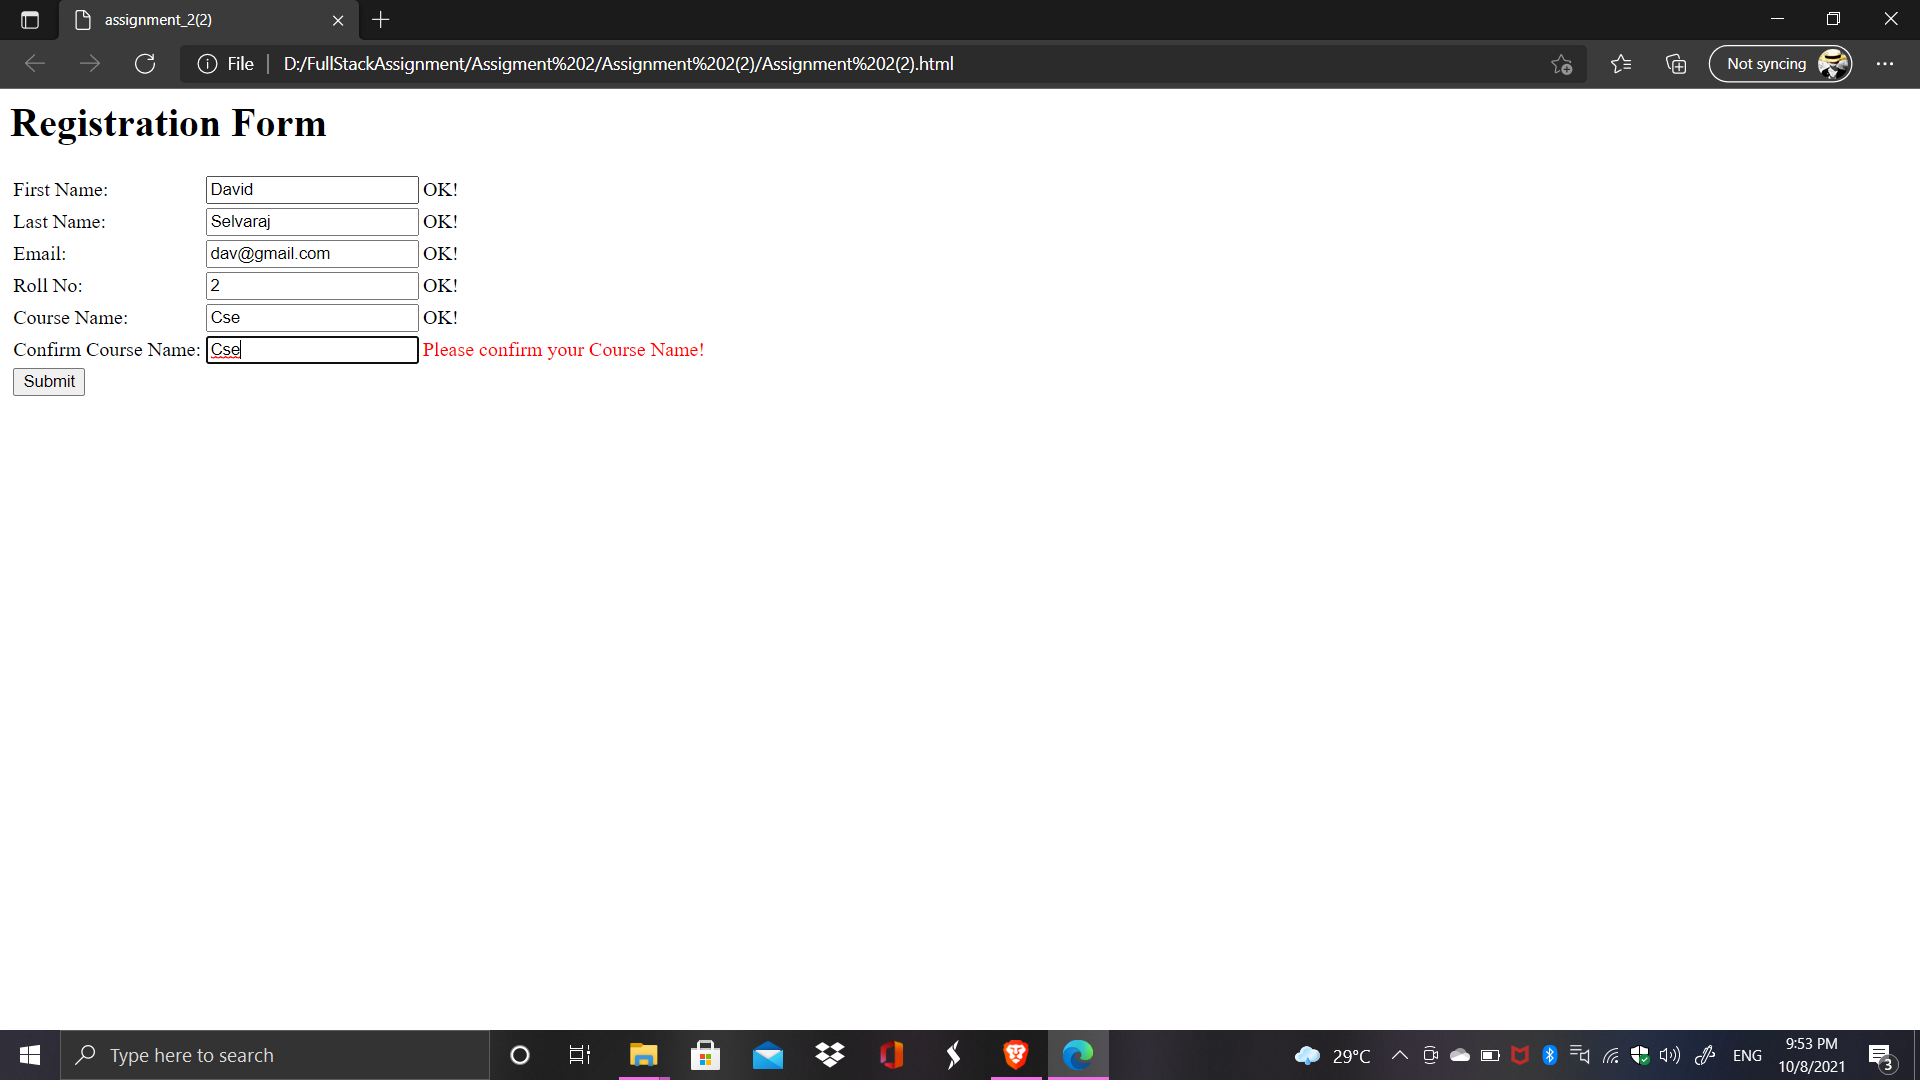 assignment_2(2)
File D:/FullStackAssignment/Assigment%202/Assignment%202(2)/Assignment%202(2).html Not syncing
Registration Form
First Name: David OK!
Last Name: Selvaraj OK!
Email: dav@gmail.com OK!
Roll No: 2 OK!
Course Name: Cse OK!
Confirm Course Name: Cse Please confirm your Course Name!
Submit
Type here to search 29°C ENG 9:53 PM
10/8/2021 3